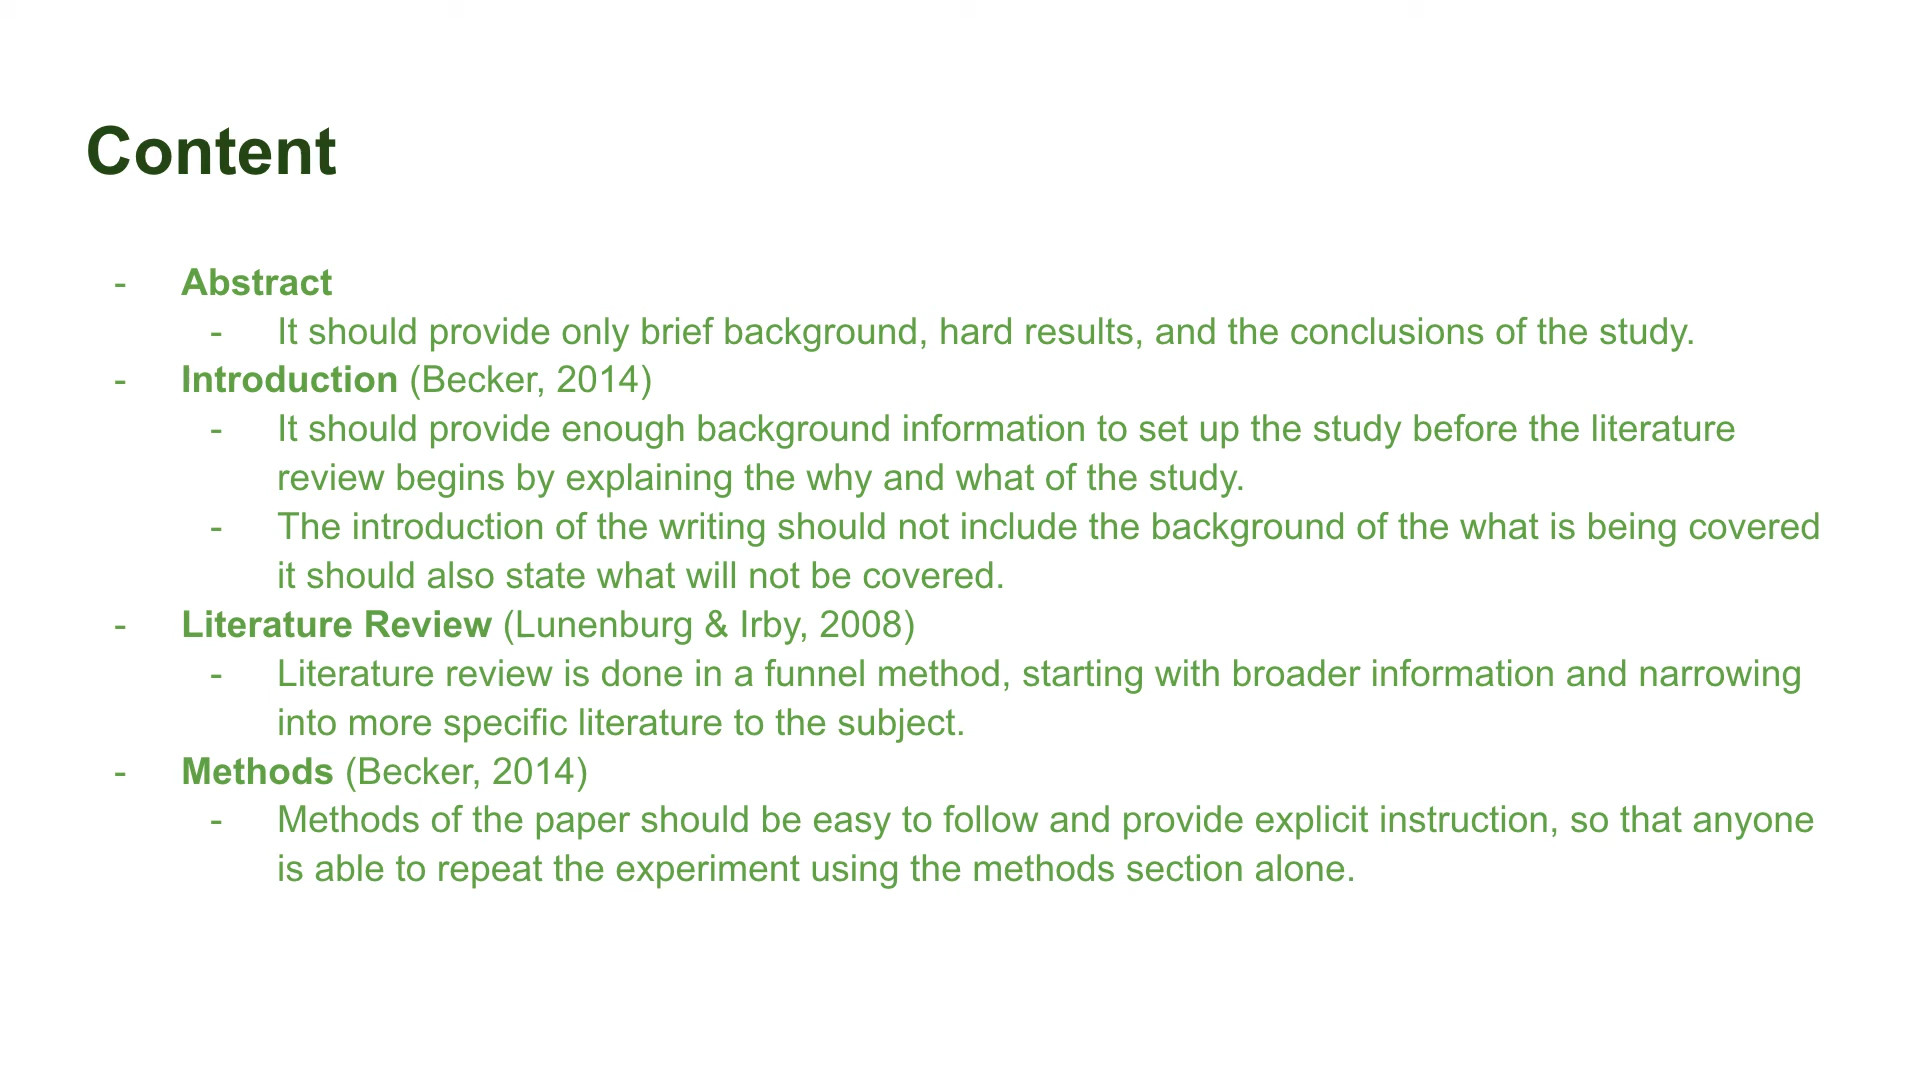 Content
- Abstract
- It should provide only brief background, hard results, and the conclusions of the study.
- Introduction (Becker, 2014)
- It should provide enough background information to set up the study before the literature
review begins by explaining the why and what of the study.
- The introduction of the writing should not include the background of the what is being covered
it should also state what will not be covered.
- Literature Review (Lunenburg & Irby, 2008)
- Literature review is done in a funnel method, starting with broader information and narrowing
into more specific literature to the subject.
- Methods (Becker, 2014)
- Methods of the paper should be easy to follow and provide explicit instruction, so that anyone
is able to repeat the experiment using the methods section alone.